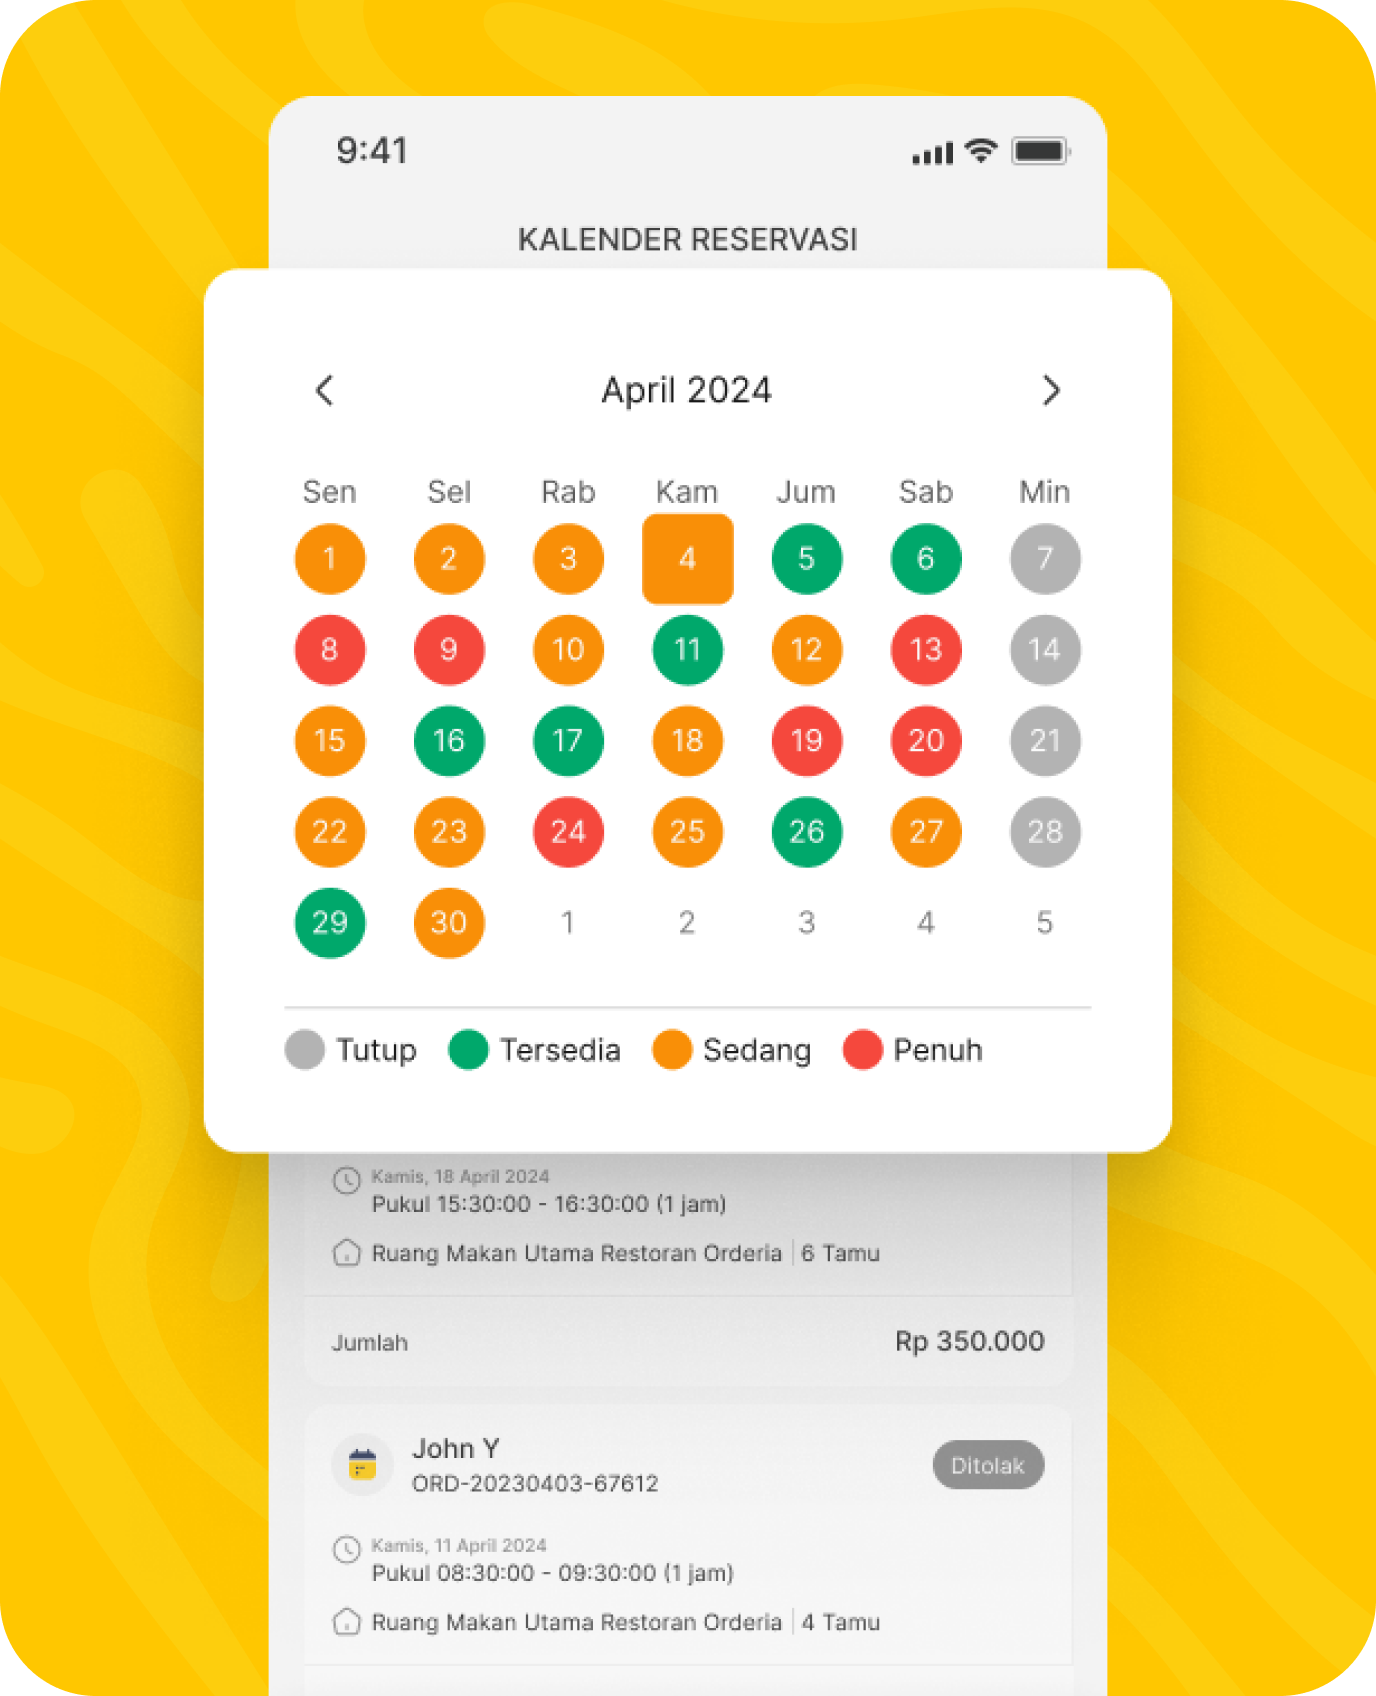 9:41
KALENDER RESERVASI
April 2024
Sen Sel Rab Kam Jum Sab Min
1 2 3 4 5 6 7
8 9 10 11 12 13 14
15 16 17 18 19 20 21
22 23 24 25 26 27 28
29 30 1 2 3 4 5
Tutup Tersedia Sedang Penuh
Kamis, 18 April 2024
Pukul 15:30:00 - 16:30:00 (1 jam)
Ruang Makan Utama Restoran Orderia | 6 Tamu
Jumlah Rp 350.000
John Y
ORD-20230403-67612
Ditolak
Kamis, 11 April 2024
Pukul 08:30:00 - 09:30:00 (1 jam)
Ruang Makan Utama Restoran Orderia | 4 Tamu